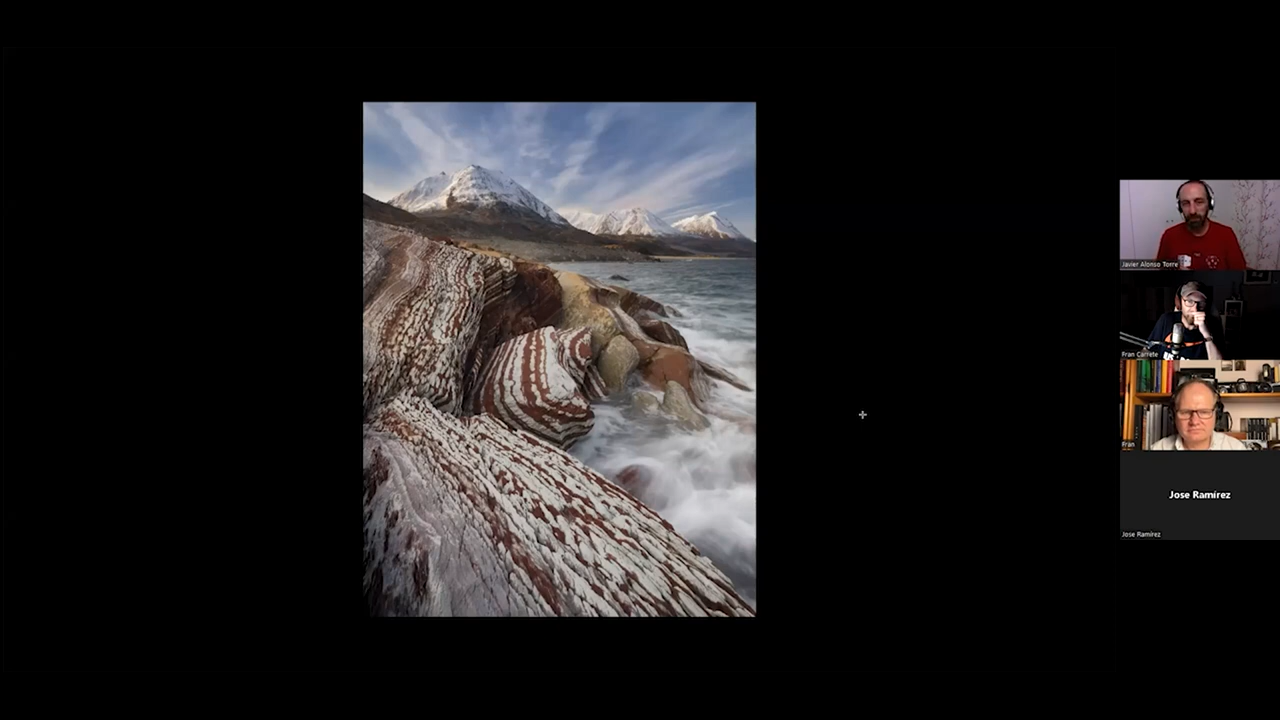 Javier Alonso Torre
Fran Carrete
Fran
Jose Ramírez
Jose Ramírez